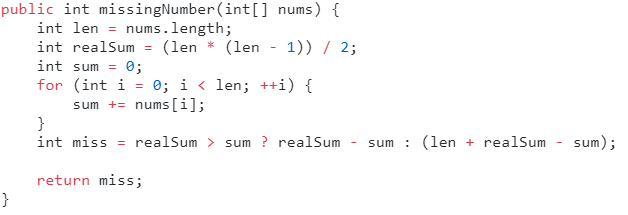 public int missingNumber(int[] nums) {
    int len = nums.length;
    int realSum = (len * (len - 1)) / 2;
    int sum = 0;
    for (int i = 0; i < len; ++i) {
        sum += nums[i];
    }
    int miss = realSum > sum ? realSum - sum : (len + realSum - sum);

    return miss;
}